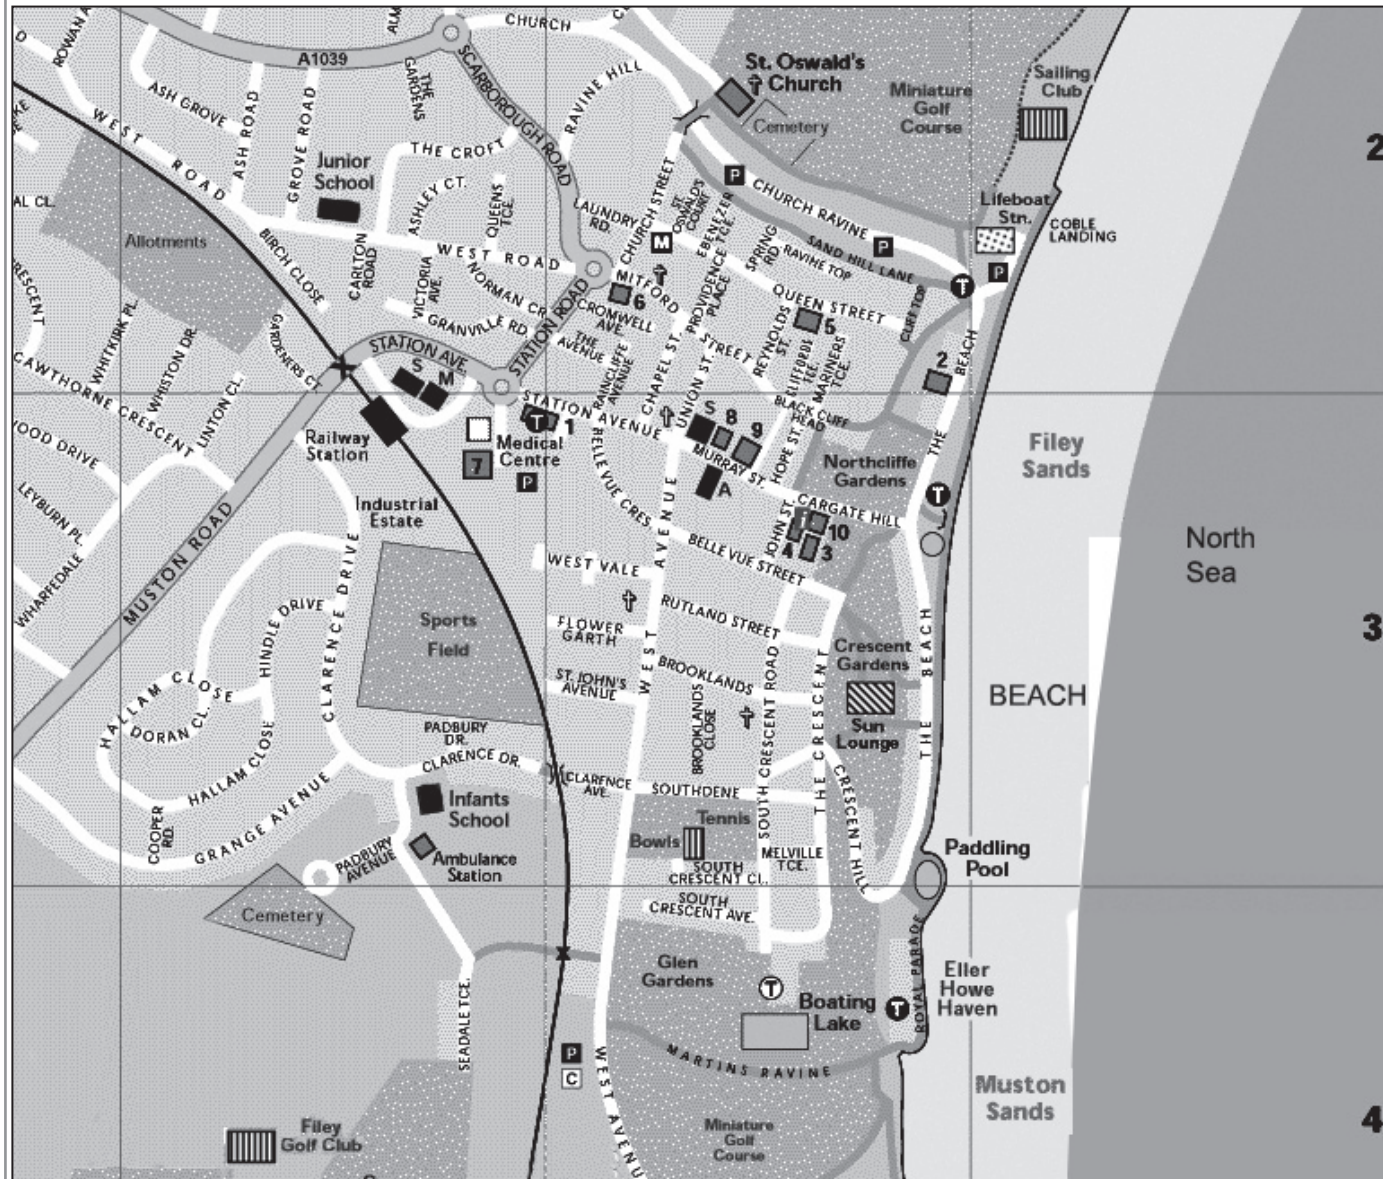 CHURCH
ROWAN A
ALM
A1039
THE
GARDENS
SCARBOROUGH ROAD
RAVINE HILL
St. Oswald's
Church
Miniature
Golf
Course
Sailing
Club
2
ASH GROVE
WEST ROAD
ASH ROAD
GROVE ROAD
Junior
School
THE CROFT
Cemetery
P
CHURCH RAVINE
AL CL.
ASHLEY CT.
QUEENS
TCE.
LAUNDRY
RD.
CHURCH STREET
ST.
OSWALD'S
COURT
EBENEZER
TCE.
PROVIDENCE
PLACE
SPRING
RD.
RAVINE TOP
SAND HILL LANE
P
Lifeboat
Stn.
COBLE
LANDING
P
Allotments
BIRCH CLOSE
CARLTON
ROAD
WEST ROAD
VICTORIA
AVE.
NORMAN CR.
M
MITFORD
STREET
T
RESCENT
WHITKIRK PL.
GARDENERS CT.
GRANVILLE RD.
STATION ROAD
6
CROMWELL
AVE.
THE
AVENUE
QUEEN STREET
5
CLIFF TOP
CAWTHORNE CRESCENT
WHISTON DR.
LINTON CL.
STATION AVE.
S
M
RAINCLIFFE
AVENUE
CHAPEL ST.
UNION ST.
REYNOLDS
ST.
CLIFFORDS
TCE.
MARINERS
TCE.
2
THE BEACH
BLACK CLIFF
HEAD
OOD DRIVE
Railway
Station
T
1
STATION AVENUE
Medical
Centre
7
P
S
8
9
MURRAY ST.
A
HOPE ST.
Northcliffe
Gardens
Filey
Sands
LEYBURN PL.
Industrial
Estate
BELLE VUE CRES.
CARGATE HILL
T
JOHN ST.
i
10
4
3
North
Sea
WHARFEDALE
MUSTON ROAD
WEST VALE
BELLE VUE STREET
Sports
Field
FLOWER
GARTH
RUTLAND STREET
3
HINDLE DRIVE
CLARENCE DRIVE
Crescent
Gardens
THE BEACH
HALLAM CLOSE
DORAN CL.
ST. JOHN'S
AVENUE
WEST AVENUE
BROOKLANDS
BROOKLANDS
CLOSE
SOUTH CRESCENT ROAD
THE CRESCENT
BEACH
Sun
Lounge
PADBURY
DR.
CLARENCE DR.
HALLAM CLOSE
CLARENCE
AVE.
SOUTHDENE
CRESCENT HILL
COOPER
RD.
GRANGE AVENUE
Infants
School
Tennis
Bowls
PADBURY
AVENUE
Ambulance
Station
MELVILLE
TCE.
Paddling
Pool
SOUTH
CRESCENT CL.
Cemetery
SOUTH
CRESCENT AVE.
Glen
Gardens
T
ROYAL PARADE
Eller
Howe
Haven
SEADALE TCE.
Boating
Lake
T
P
C
WEST AVENU
MARTINS RAVINE
Muston
Sands
Filey
Golf Club
Miniature
Golf
Course
4